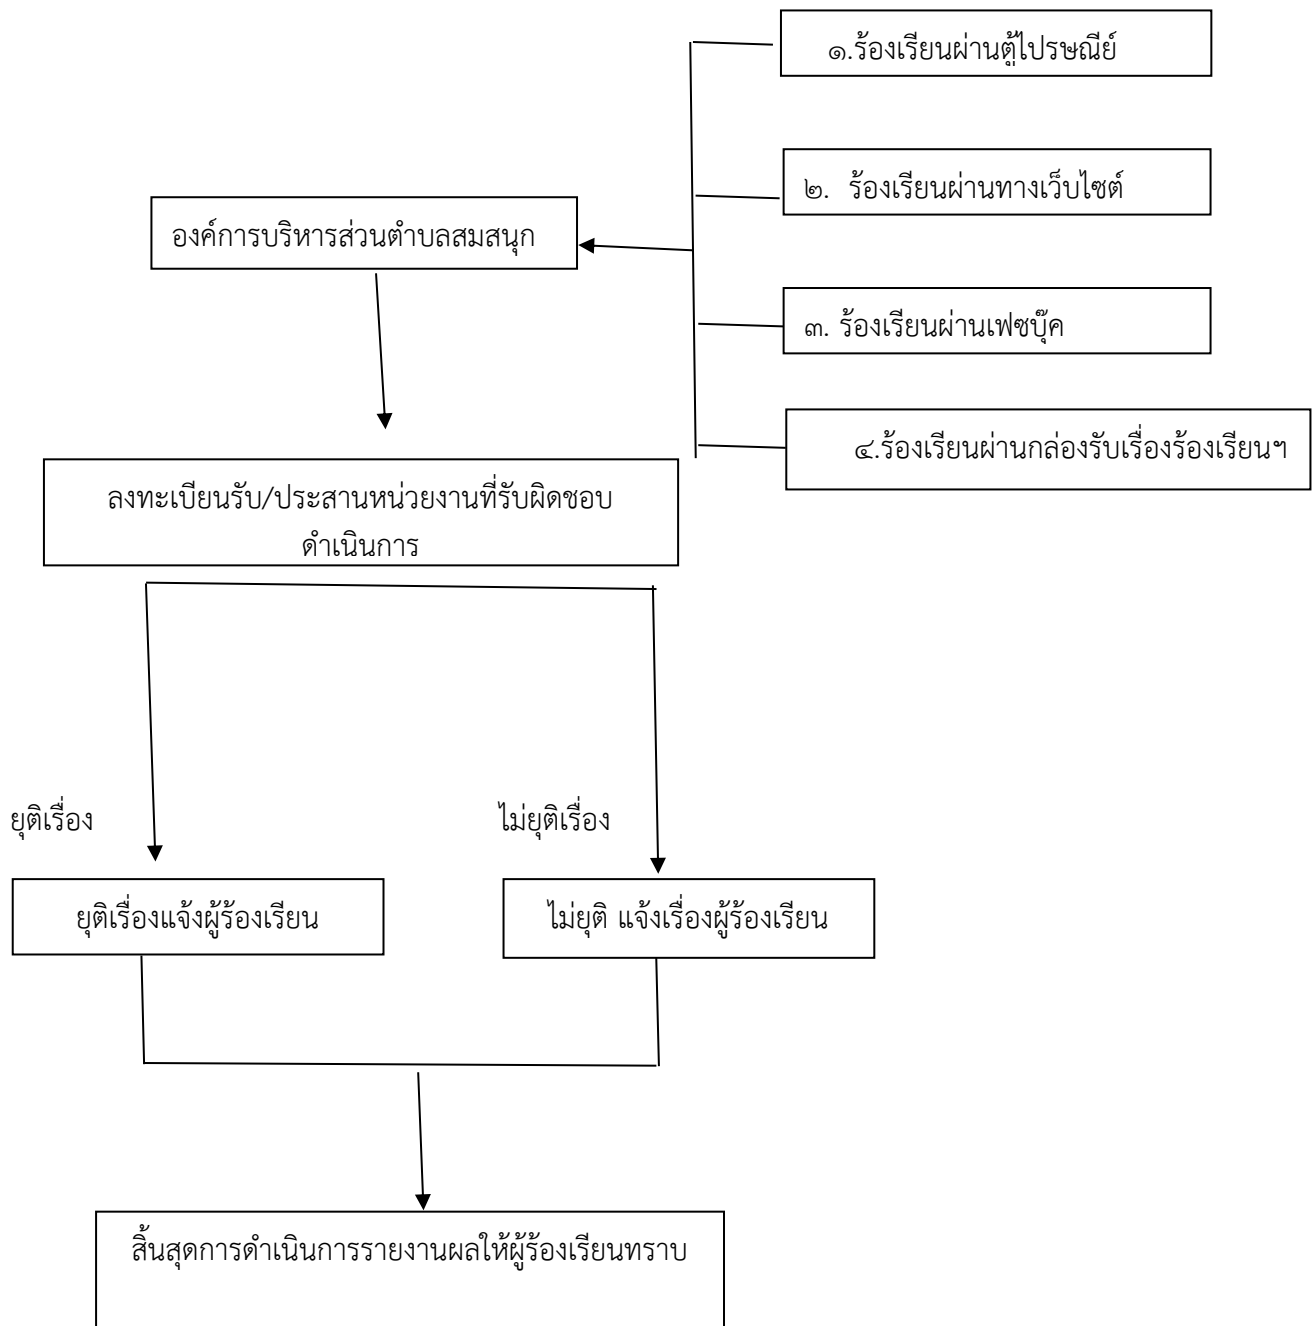 ๑.ร้องเรียนผ่านตู้ไปรษณีย์
๒. ร้องเรียนผ่านทางเว็บไซต์
องค์การบริหารส่วนตำบลสมสนุก
๓. ร้องเรียนผ่านเฟซบุ๊ค
๔.ร้องเรียนผ่านกล่องรับเรื่องร้องเรียนฯ
ลงทะเบียนรับ/ประสานหน่วยงานที่รับผิดชอบ
ดำเนินการ
ยุติเรื่อง
ไม่ยุติเรื่อง
ยุติเรื่องแจ้งผู้ร้องเรียน
ไม่ยุติ แจ้งเรื่องผู้ร้องเรียน
สิ้นสุดการดำเนินการรายงานผลให้ผู้ร้องเรียนทราบ